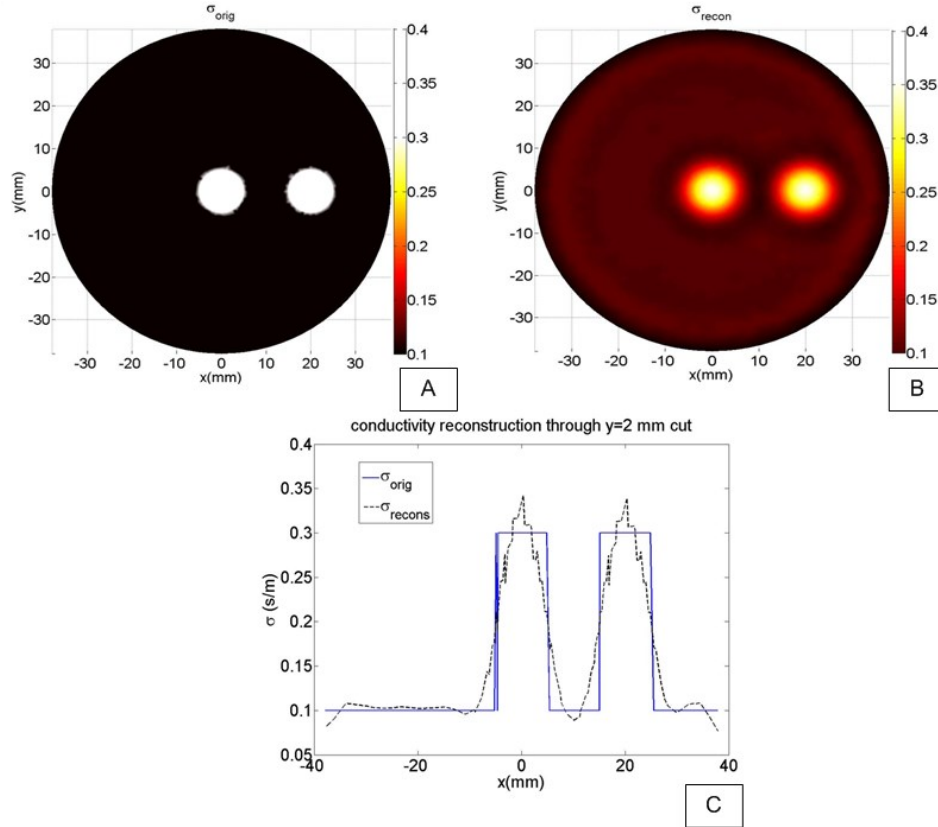 σorig
σrecon
y(mm)
30
20
10
0
-10
-20
-30
-30 -20 -10 0 10 20 30
x(mm)
0.4
0.35
0.3
0.25
0.2
0.15
0.1
A
y(mm)
30
20
10
0
-10
-20
-30
-30 -20 -10 0 10 20 30
x(mm)
0.4
0.35
0.3
0.25
0.2
0.15
0.1
B
conductivity reconstruction through y=2 mm cut
σorig
σrecons
σ (s/m)
0.4
0.35
0.3
0.25
0.2
0.15
0.1
0.05
-40 -20 0 20 40
x(mm)
C